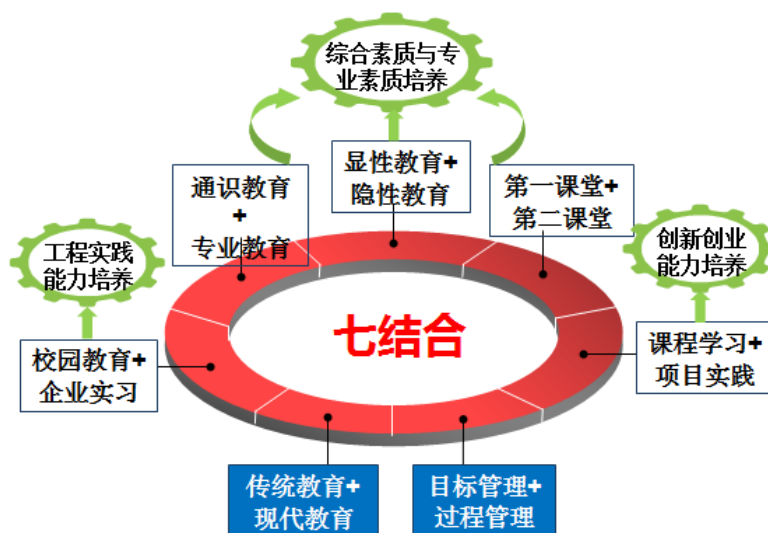 综合素质与专
业素质培养
显性教育+
隐性教育
通识教育
+
专业教育
第一课堂+
第二课堂
工程实践
能力培养
创新创业
能力培养
七结合
校园教育+
企业实习
课程学习+
项目实践
传统教育+
现代教育
目标管理+
过程管理